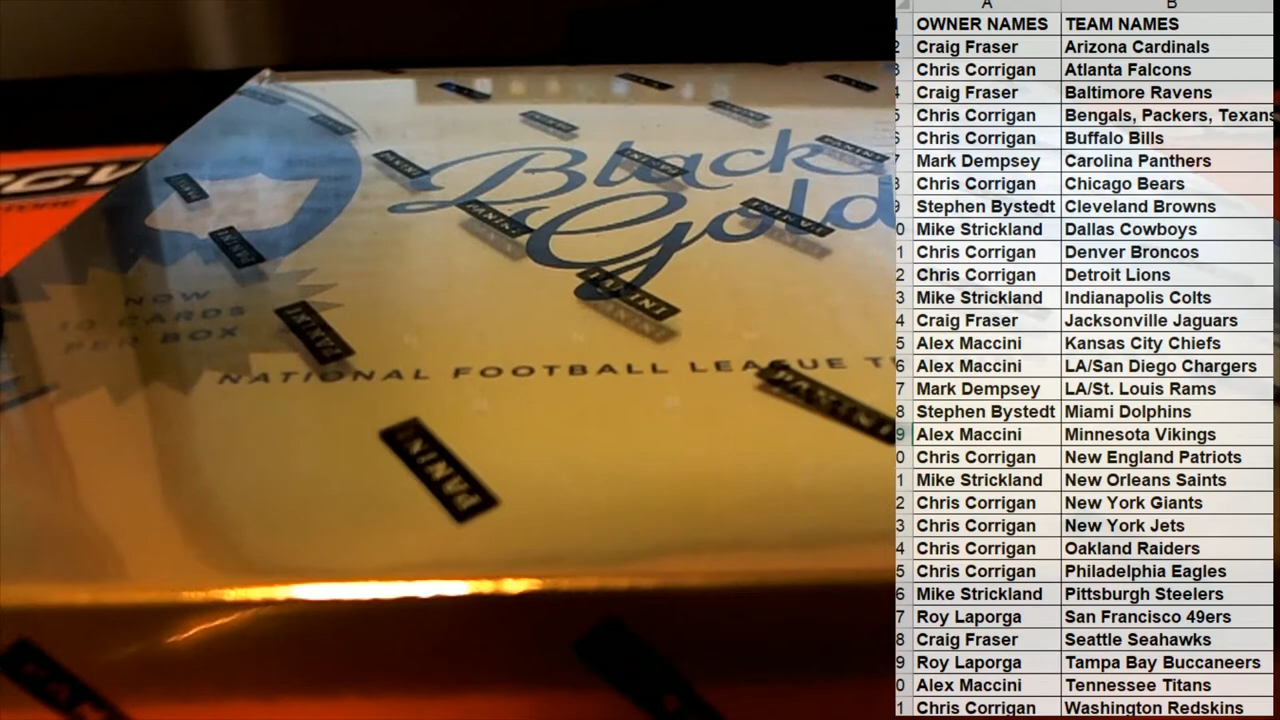 Black
Gold
NOW
10 CARDS
PER BOX
NATIONAL FOOTBALL LEAGUE
PANINI
PANINI
PANINI
PANINI
PANINI
PANINI
PANINI
PANINI
A B
OWNER NAMES TEAM NAMES
Craig Fraser Arizona Cardinals
Chris Corrigan Atlanta Falcons
Craig Fraser Baltimore Ravens
Chris Corrigan Bengals, Packers, Texans
Chris Corrigan Buffalo Bills
Mark Dempsey Carolina Panthers
Chris Corrigan Chicago Bears
Stephen Bystedt Cleveland Browns
Mike Strickland Dallas Cowboys
Chris Corrigan Denver Broncos
Chris Corrigan Detroit Lions
Mike Strickland Indianapolis Colts
Craig Fraser Jacksonville Jaguars
Alex Maccini Kansas City Chiefs
Alex Maccini LA/San Diego Chargers
Mark Dempsey LA/St. Louis Rams
Stephen Bystedt Miami Dolphins
Alex Maccini Minnesota Vikings
Chris Corrigan New England Patriots
Mike Strickland New Orleans Saints
Chris Corrigan New York Giants
Chris Corrigan New York Jets
Chris Corrigan Oakland Raiders
Chris Corrigan Philadelphia Eagles
Mike Strickland Pittsburgh Steelers
Roy Laporga San Francisco 49ers
Craig Fraser Seattle Seahawks
Roy Laporga Tampa Bay Buccaneers
Alex Maccini Tennessee Titans
Chris Corrigan Washington Redskins